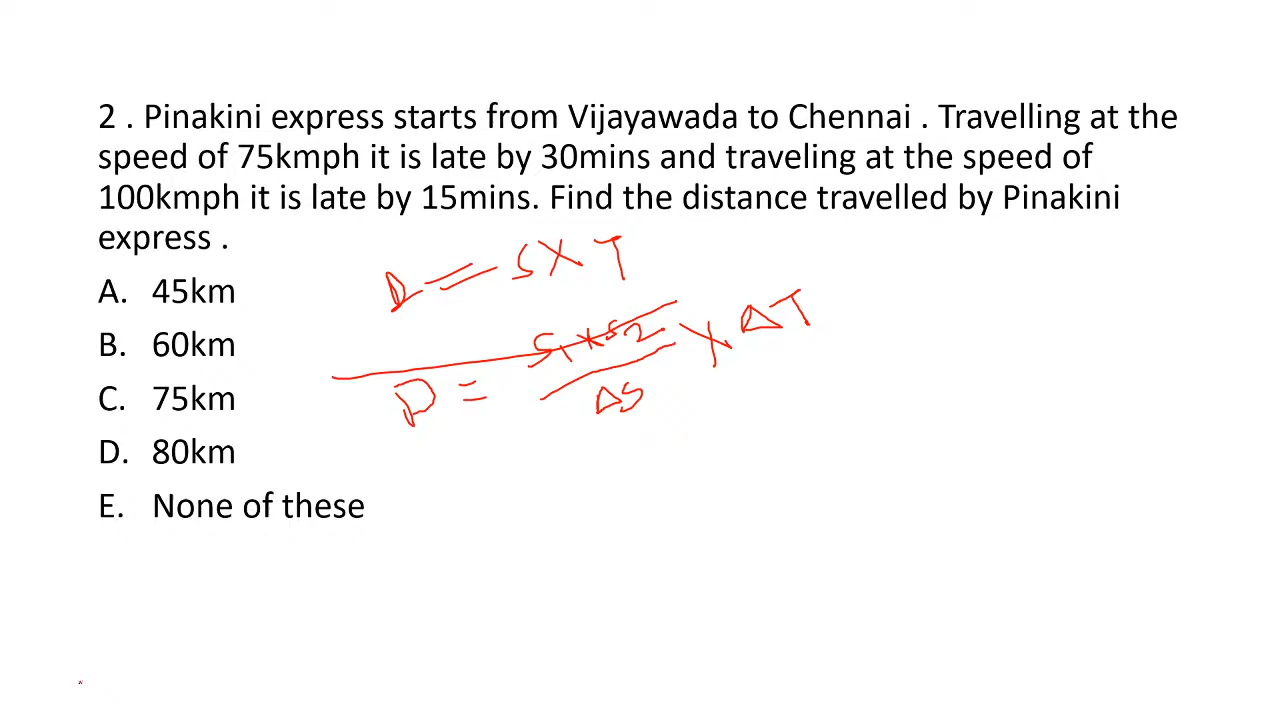 2 . Pinakini express starts from Vijayawada to Chennai . Travelling at the
speed of 75kmph it is late by 30mins and traveling at the speed of
100kmph it is late by 15mins. Find the distance travelled by Pinakini
express .
D = S X T
A. 45km
S1 * S2 X ΔT
B. 60km
D =
ΔS
C. 75km
D. 80km
E. None of these